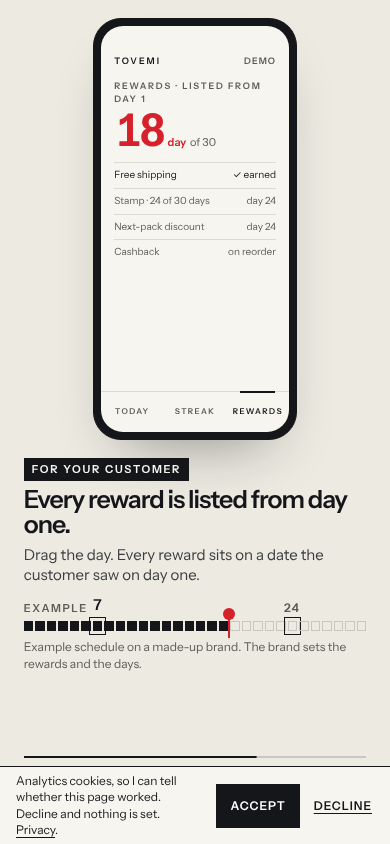 TOVEMI DEMO
REWARDS · LISTED FROM
DAY 1
18 day of 30
Free shipping ✓ earned
Stamp · 24 of 30 days day 24
Next-pack discount day 24
Cashback on reorder
TODAY STREAK REWARDS
FOR YOUR CUSTOMER
Every reward is listed from day
one.
Drag the day. Every reward sits on a date the
customer saw on day one.
EXAMPLE 7 24
Example schedule on a made-up brand. The brand sets the
rewards and the days.
Analytics cookies, so I can tell
whether this page worked.
Decline and nothing is set.
Privacy.
ACCEPT DECLINE